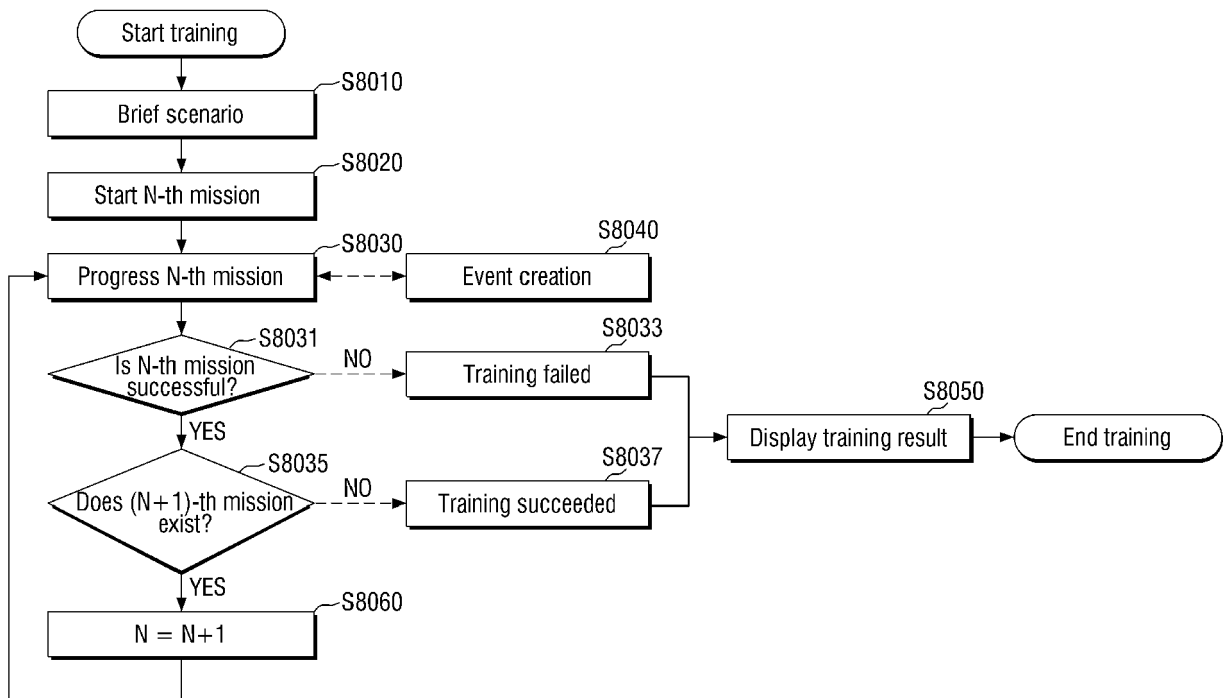 Start training
S8010
Brief scenario
S8020
Start N-th mission
S8030
Progress N-th mission
S8040
Event creation
S8031
Is N-th mission
successful?
NO
S8033
Training failed
YES
S8035
Does (N+1)-th mission
exist?
NO
S8037
Training succeeded
S8050
Display training result
End training
YES
S8060
N = N+1